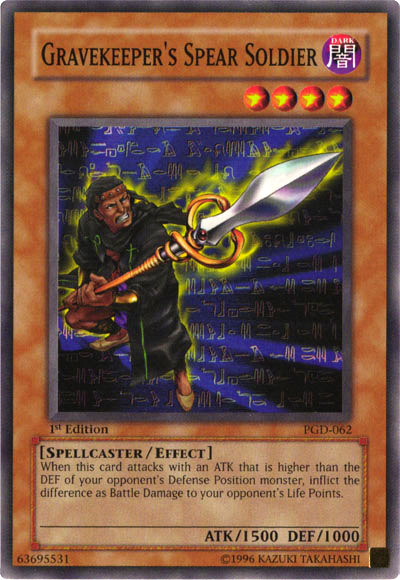 GRAVEKEEPER'S SPEAR SOLDIER
DARK
闇
1st Edition
PGD-062
[SPELLCASTER / EFFECT]
When this card attacks with an ATK that is higher than the
DEF of your opponent's Defense Position monster, inflict the
difference as Battle Damage to your opponent's Life Points.
ATK/1500 DEF/1000
63695531
©1996 KAZUKI TAKAHASHI